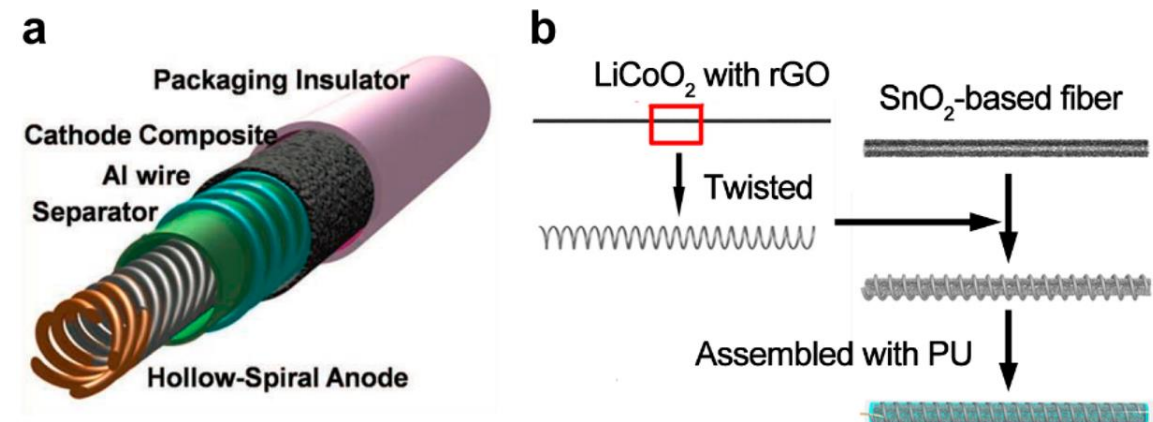 a
Packaging Insulator
Cathode Composite
Al wire
Separator
Hollow-Spiral Anode
b
LiCoO₂ with rGO
SnO₂-based fiber
Twisted
Assembled with PU